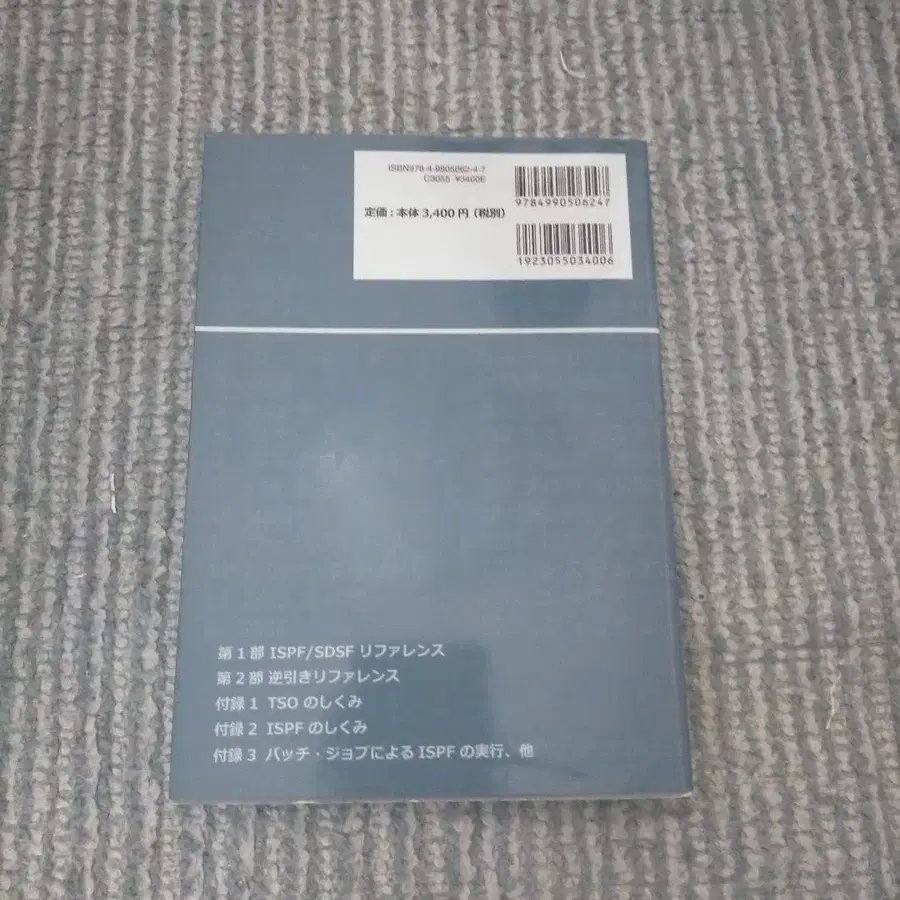 ISBN978-4-9905062-4-7
C3055 ¥3400E
9784990506247
定価：本体 3,400 円（税別）
1923055034006
第 1 部 ISPF/SDSF リファレンス
第 2 部 逆引きリファレンス
付録 1 TSO のしくみ
付録 2 ISPF のしくみ
付録 3 バッチ・ジョブによる ISPF の実行、他